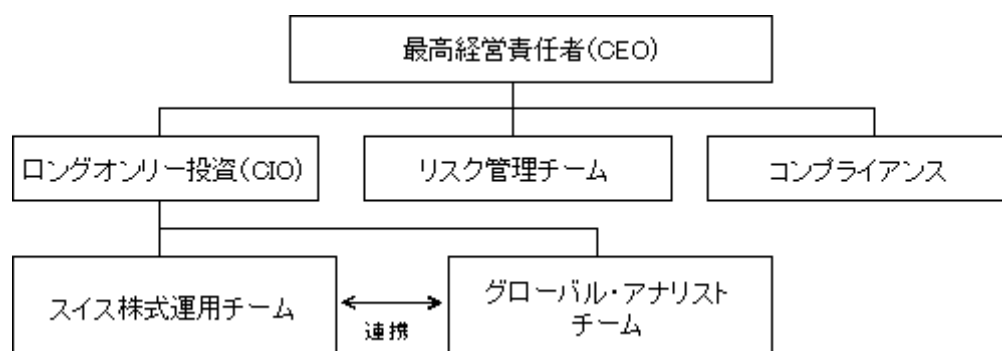 最高経営責任者(CEO)
ロングオンリー投資(CIO)
リスク管理チーム
コンプライアンス
スイス株式運用チーム
連携
グローバル・アナリスト
チーム